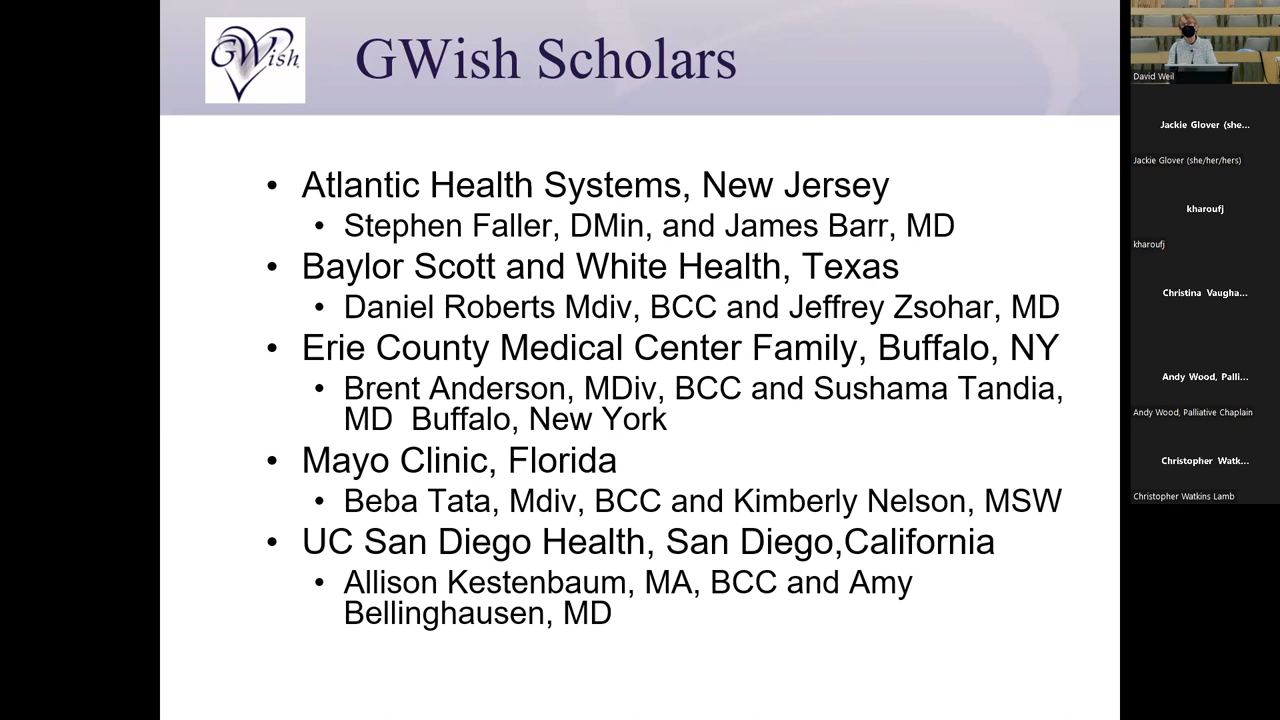 GWish
GWish Scholars
• Atlantic Health Systems, New Jersey
• Stephen Faller, DMin, and James Barr, MD
• Baylor Scott and White Health, Texas
• Daniel Roberts Mdiv, BCC and Jeffrey Zsohar, MD
• Erie County Medical Center Family, Buffalo, NY
• Brent Anderson, MDiv, BCC and Sushama Tandia,
MD Buffalo, New York
• Mayo Clinic, Florida
• Beba Tata, Mdiv, BCC and Kimberly Nelson, MSW
• UC San Diego Health, San Diego,California
• Allison Kestenbaum, MA, BCC and Amy
Bellinghausen, MD
David Weil
Jackie Glover (she...
Jackie Glover (she/her/hers)
kharoufj
kharoufj
Christina Vaugha...
Andy Wood, Palli...
Andy Wood, Palliative Chaplain
Christopher Watk...
Christopher Watkins Lamb